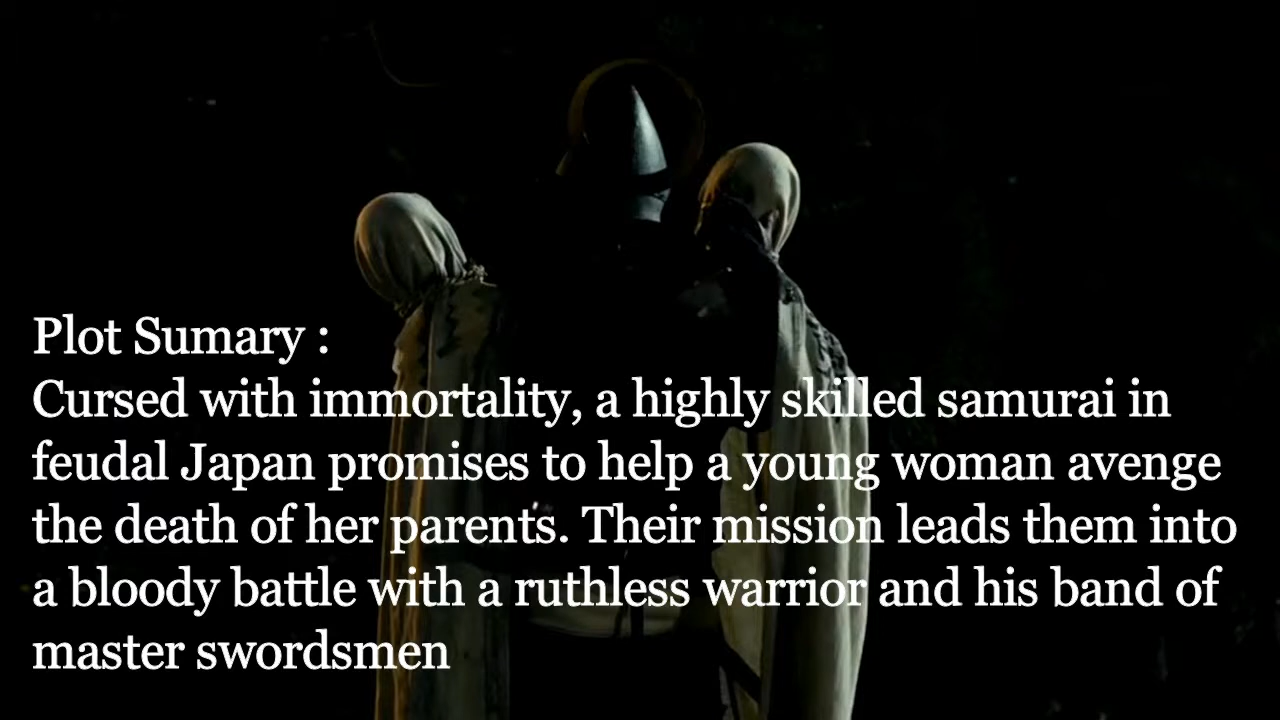 Plot Sumary :
Cursed with immortality, a highly skilled samurai in
feudal Japan promises to help a young woman avenge
the death of her parents. Their mission leads them into
a bloody battle with a ruthless warrior and his band of
master swordsmen